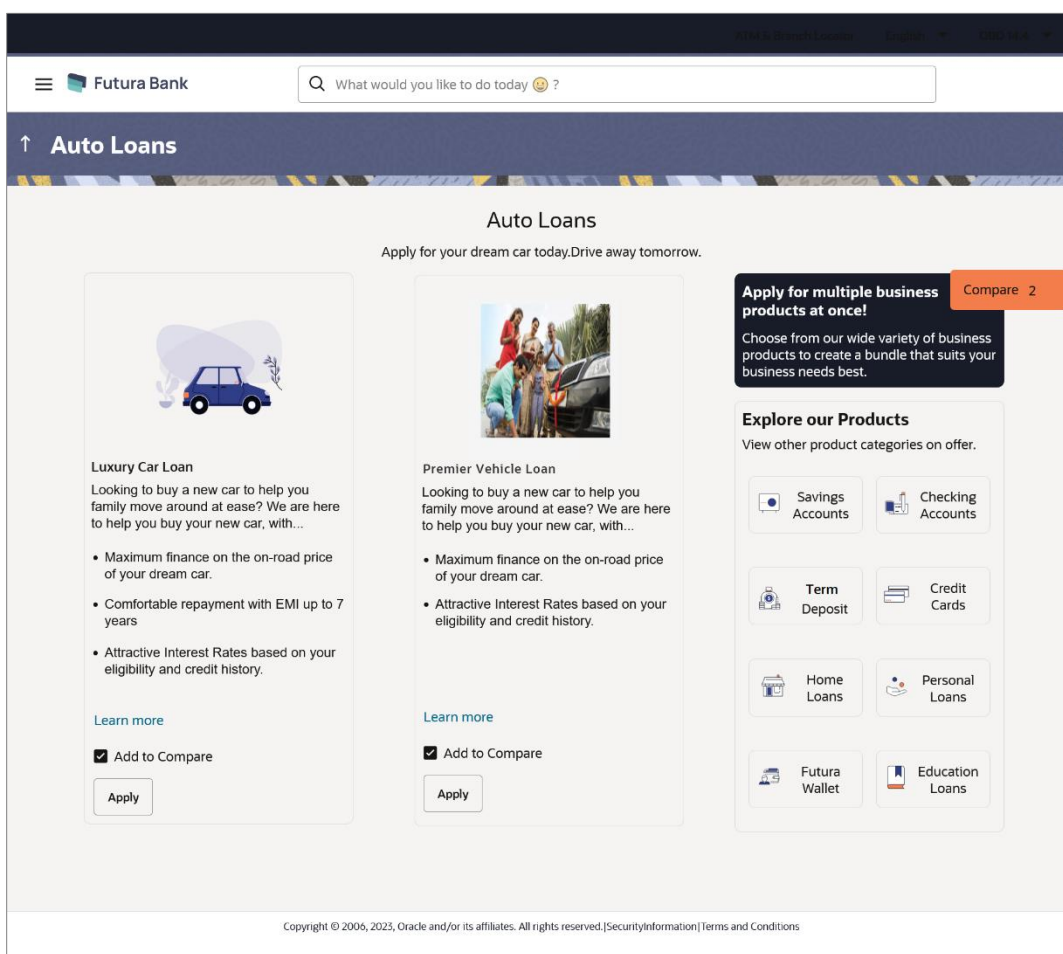 ATM & Branch Locator English
Futura Bank
What would you like to do today ?
Auto Loans
Auto Loans
Apply for your dream car today.Drive away tomorrow.
Luxury Car Loan
Looking to buy a new car to help you
family move around at ease? We are here
to help you buy your new car, with...
• Maximum finance on the on-road price
of your dream car.
• Comfortable repayment with EMI up to 7
years
• Attractive Interest Rates based on your
eligibility and credit history.
Learn more
Add to Compare
Apply
Premier Vehicle Loan
Looking to buy a new car to help you
family move around at ease? We are here
to help you buy your new car, with...
• Maximum finance on the on-road price
of your dream car.
• Attractive Interest Rates based on your
eligibility and credit history.
Learn more
Add to Compare
Apply
Compare 2
Apply for multiple business
products at once!
Choose from our wide variety of business
products to create a bundle that suits your
business needs best.
Explore our Products
View other product categories on offer.
Savings
Accounts
Checking
Accounts
Term
Deposit
Credit
Cards
Home
Loans
Personal
Loans
Futura
Wallet
Education
Loans
Copyright © 2006, 2023, Oracle and/or its affiliates. All rights reserved.|SecurityInformation|Terms and Conditions